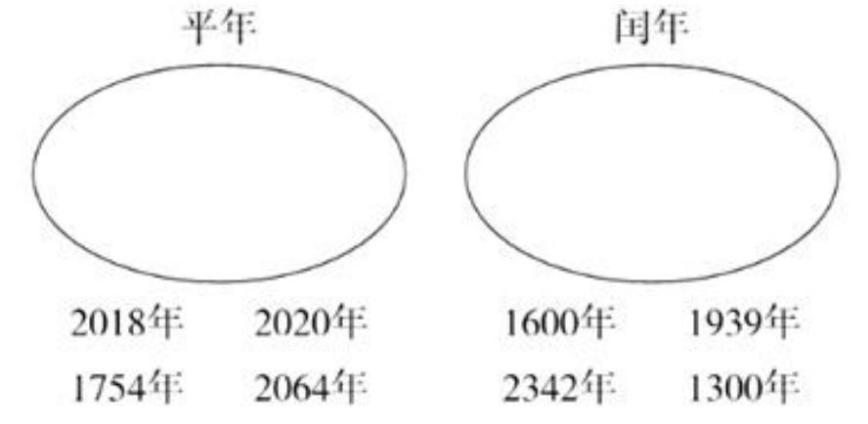 平年 闰年
2018年 2020年 1600年 1939年
1754年 2064年 2342年 1300年